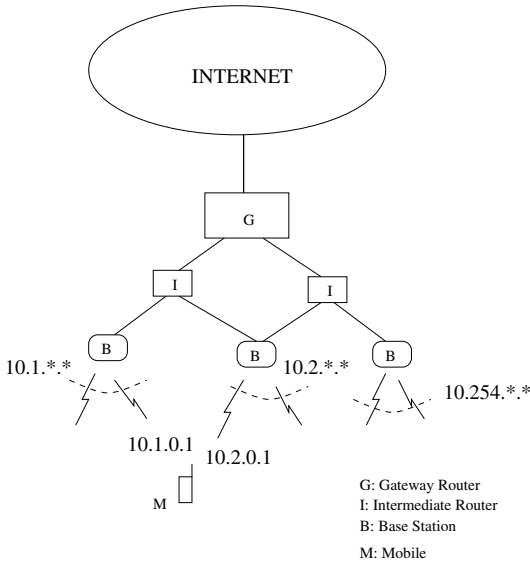 INTERNET
G
I
I
B
B
B
10.1.*.*
10.2.*.*
10.254.*.*
10.1.0.1
10.2.0.1
M
G: Gateway Router
I: Intermediate Router
B: Base Station
M: Mobile